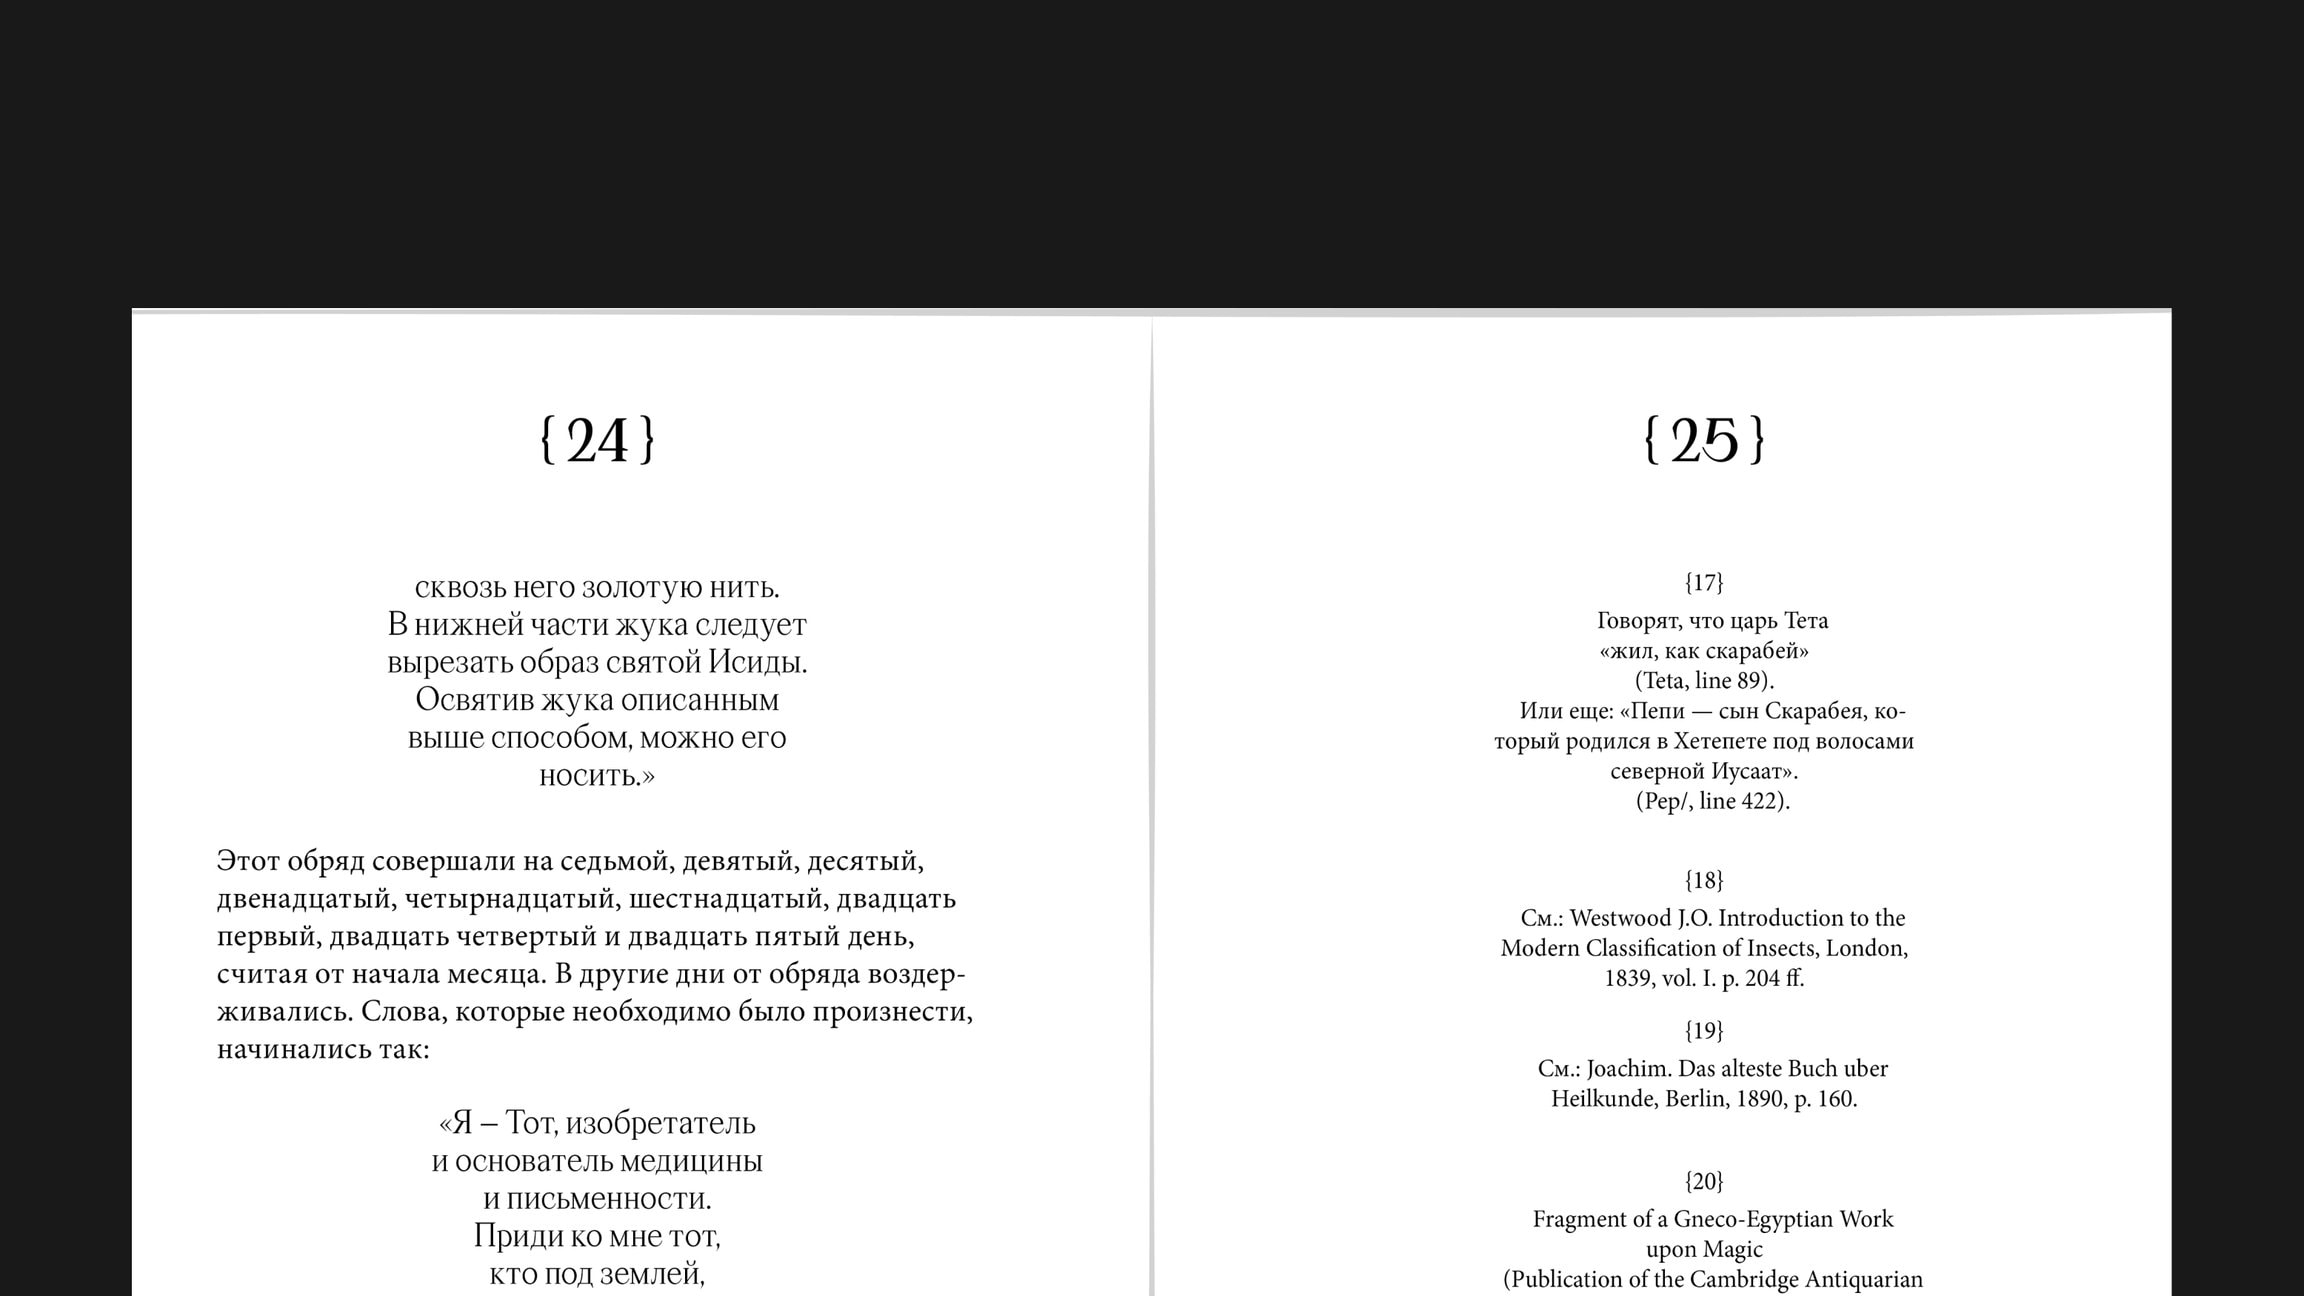 {24}
сквозь него золотую нить.
В нижней части жука следует
вырезать образ святой Исиды.
Освятив жука описанным
выше способом, можно его
носить.»
Этот обряд совершали на седьмой, девятый, десятый,
двенадцатый, четырнадцатый, шестнадцатый, двадцать
первый, двадцать четвертый и двадцать пятый день,
считая от начала месяца. В другие дни от обряда воздер-
живались. Слова, которые необходимо было произнести,
начинались так:
«Я – Тот, изобретатель
и основатель медицины
и письменности.
Приди ко мне тот,
кто под землей,
{25}
{17}
Говорят, что царь Тета
«жил, как скарабей»
(Teta, line 89).
Или еще: «Пепи — сын Скарабея, ко-
торый родился в Хетепете под волосами
северной Иусаат».
(Pep/, line 422).
{18}
См.: Westwood J.O. Introduction to the
Modern Classification of Insects, London,
1839, vol. I. p. 204 ff.
{19}
См.: Joachim. Das alteste Buch uber
Heilkunde, Berlin, 1890, p. 160.
{20}
Fragment of a Gneco-Egyptian Work
upon Magic
(Publication of the Cambridge Antiquarian